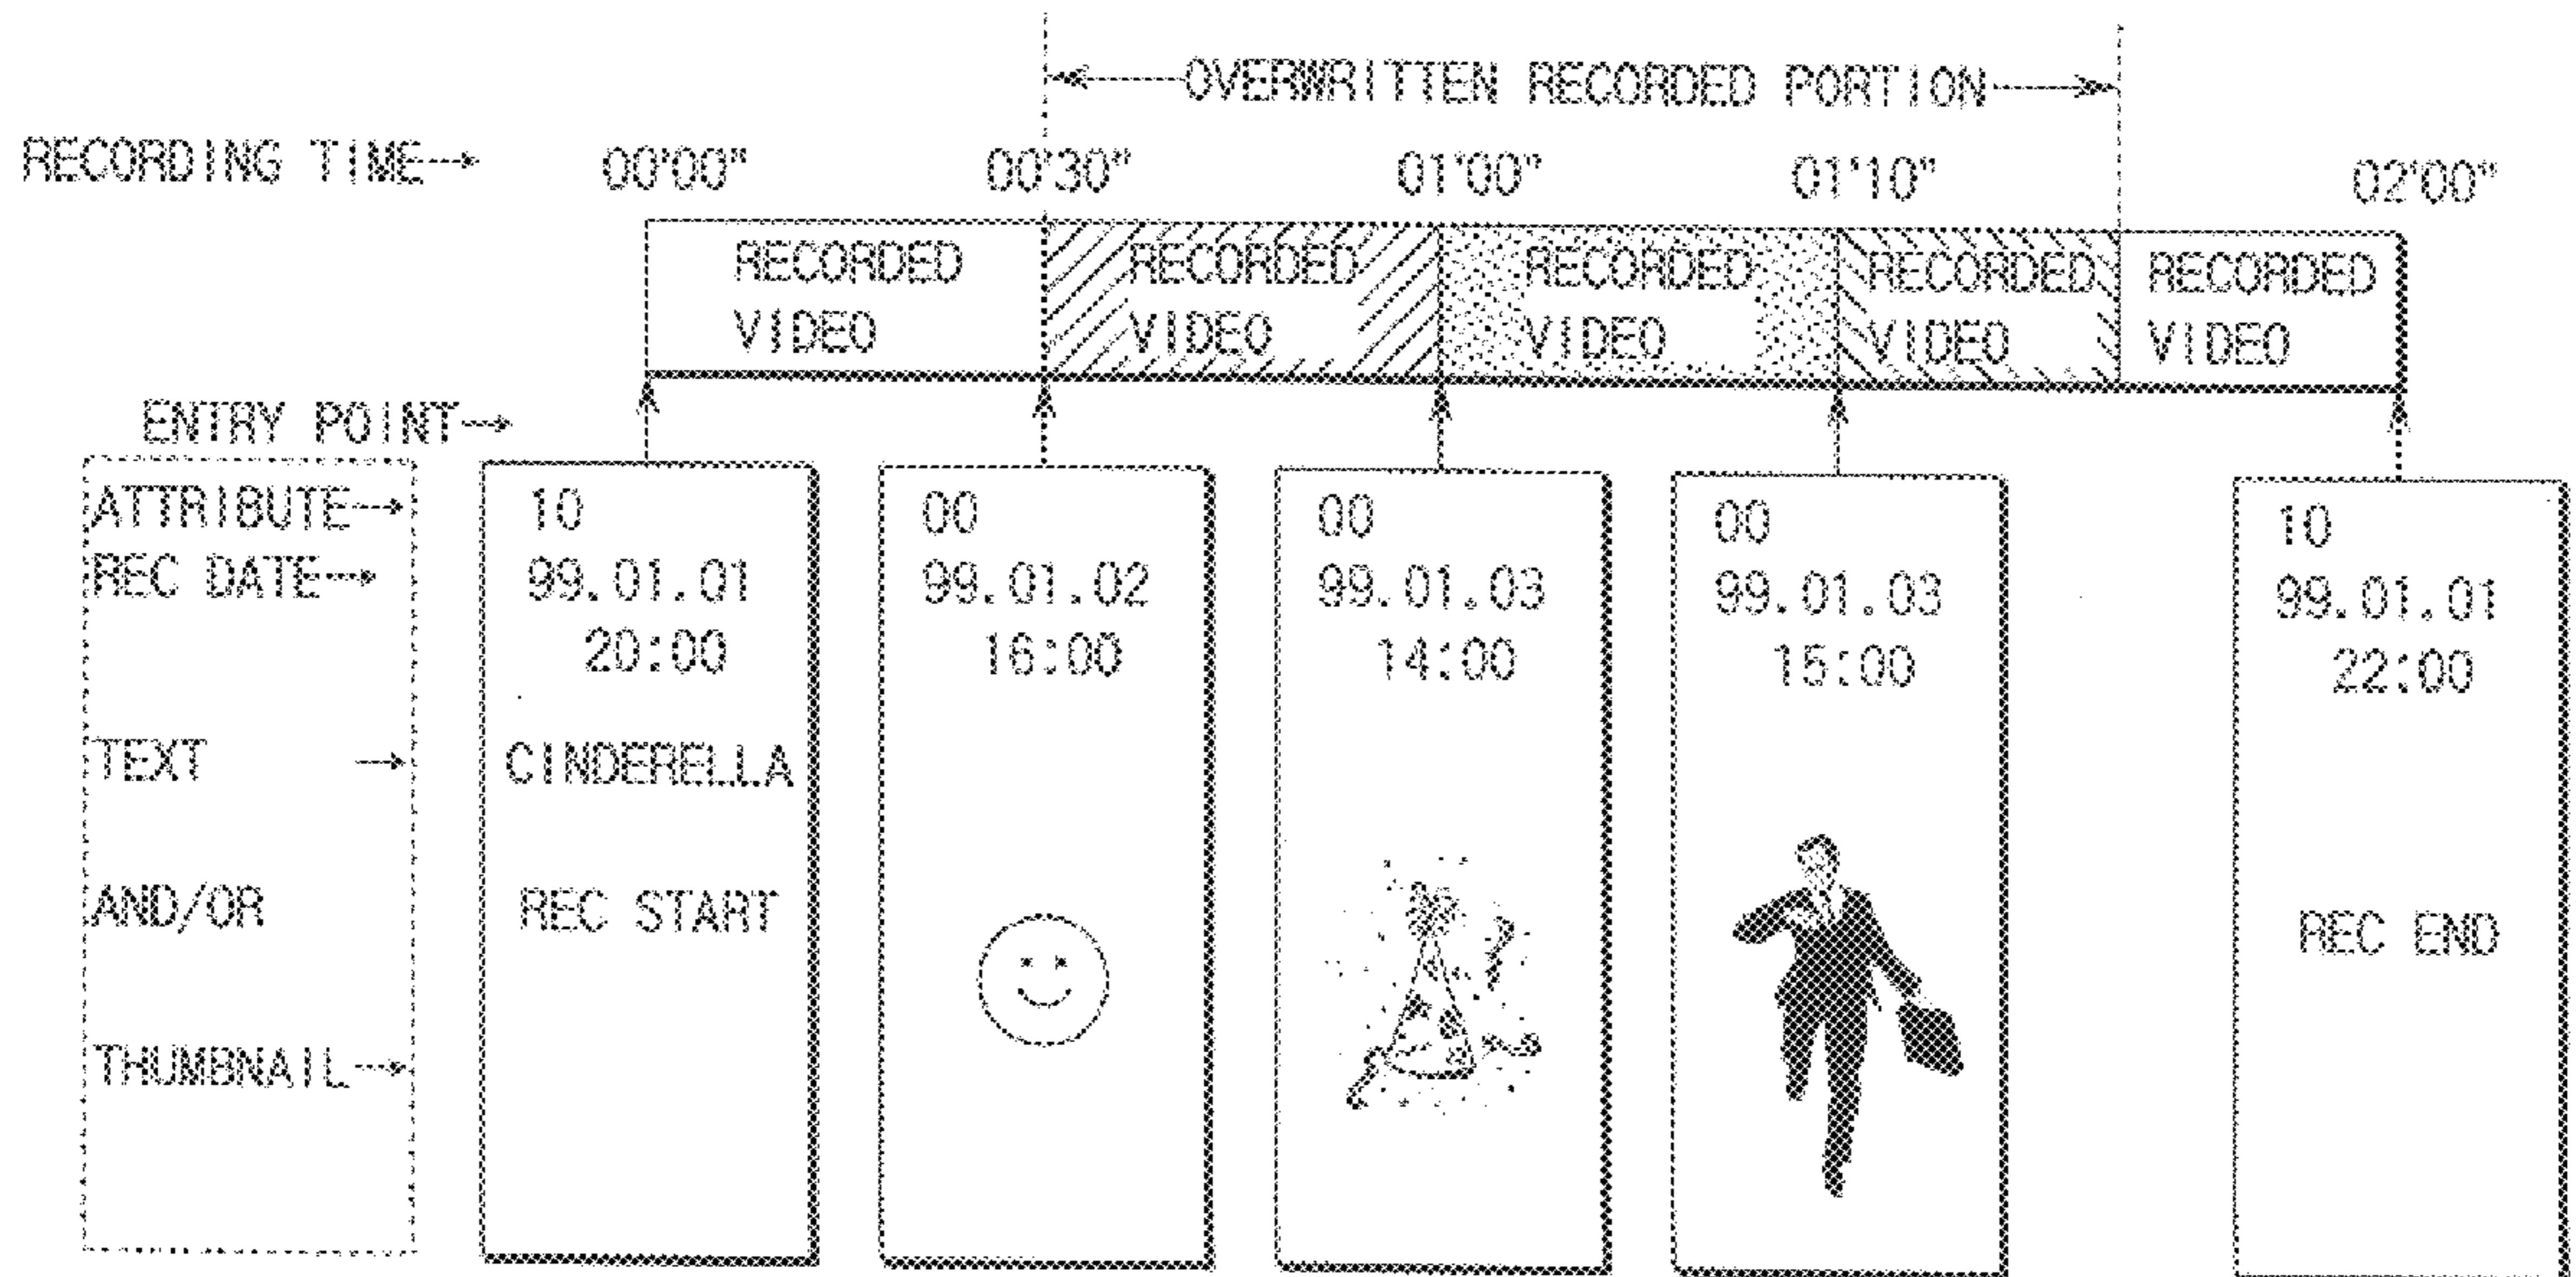 OVERWRITTEN RECORDED PORTION
RECORDING TIME 00'00" 00'30" 01'00" 01'10" 02'00"
RECORDED RECORDED RECORDED RECORDED RECORDED
VIDEO VIDEO VIDEO VIDEO VIDEO
ENTRY POINT
ATTRIBUTE 10 00 00 00 10
REC DATE 99.01.01 99.01.02 99.01.03 99.01.03 99.01.01
20:00 16:00 14:00 15:00 22:00
TEXT CINDERELLA
AND/OR REC START REC END
THUMBNAIL